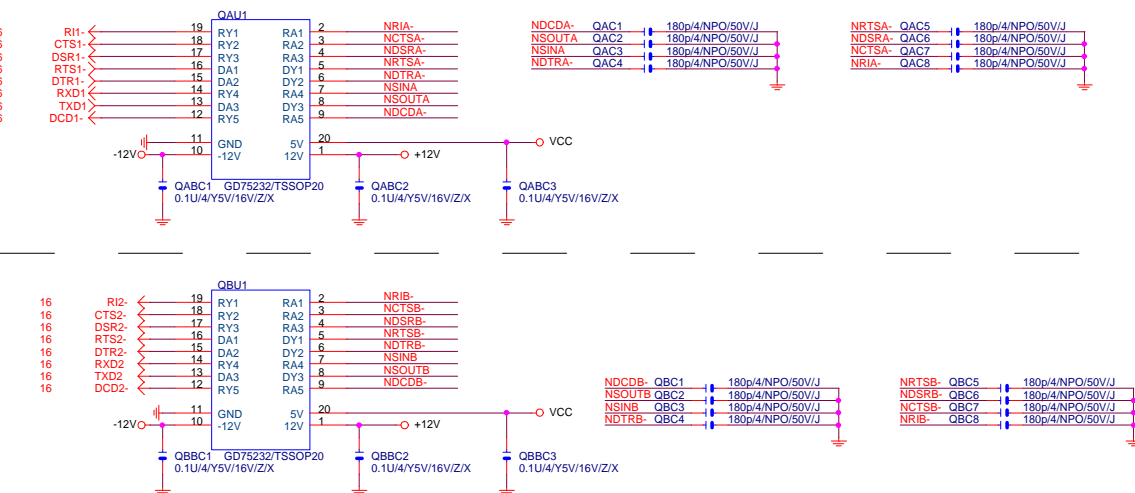 QAU1
6 RI1- 19 RY1 RA1 2 NRIA-
6 CTS1- 18 RY2 RA2 3 NCTSA-
6 DSR1- 17 RY3 RA3 4 NDSRA-
6 RTS1- 16 DA1 DY1 5 NRTSA-
6 DTR1- 15 DA2 DY2 6 NDTRA-
6 RXD1 14 RY4 RA4 7 NSINA
6 TXD1 13 DA3 DY3 8 NSOUTA
6 DCD1- 12 RY5 RA5 9 NDCDA-
11 GND 5V 20 VCC
-12V 10 -12V 12V 1 +12V
QABC1 GD75232/TSSOP20 QABC2 QABC3
0.1U/4/Y5V/16V/Z/X 0.1U/4/Y5V/16V/Z/X 0.1U/4/Y5V/16V/Z/X
NDCDA- QAC1 180p/4/NPO/50V/J NRTSA- QAC5 180p/4/NPO/50V/J
NSOUTA QAC2 180p/4/NPO/50V/J NDSRA- QAC6 180p/4/NPO/50V/J
NSINA QAC3 180p/4/NPO/50V/J NCTSA- QAC7 180p/4/NPO/50V/J
NDTRA- QAC4 180p/4/NPO/50V/J NRIA- QAC8 180p/4/NPO/50V/J
QBU1
16 RI2- 19 RY1 RA1 2 NRIB-
16 CTS2- 18 RY2 RA2 3 NCTSB-
16 DSR2- 17 RY3 RA3 4 NDSRB-
16 RTS2- 16 DA1 DY1 5 NRTSB-
16 DTR2- 15 DA2 DY2 6 NDTRB-
16 RXD2 14 RY4 RA4 7 NSINB
16 TXD2 13 DA3 DY3 8 NSOUTB
16 DCD2- 12 RY5 RA5 9 NDCDB-
11 GND 5V 20 VCC
-12V 10 -12V 12V 1 +12V
QBBC1 GD75232/TSSOP20 QBBC2 QBBC3
0.1U/4/Y5V/16V/Z/X 0.1U/4/Y5V/16V/Z/X 0.1U/4/Y5V/16V/Z/X
NDCDB- QBC1 180p/4/NPO/50V/J NRTSB- QBC5 180p/4/NPO/50V/J
NSOUTB QBC2 180p/4/NPO/50V/J NDSRB- QBC6 180p/4/NPO/50V/J
NSINB QBC3 180p/4/NPO/50V/J NCTSB- QBC7 180p/4/NPO/50V/J
NDTRB- QBC4 180p/4/NPO/50V/J NRIB- QBC8 180p/4/NPO/50V/J